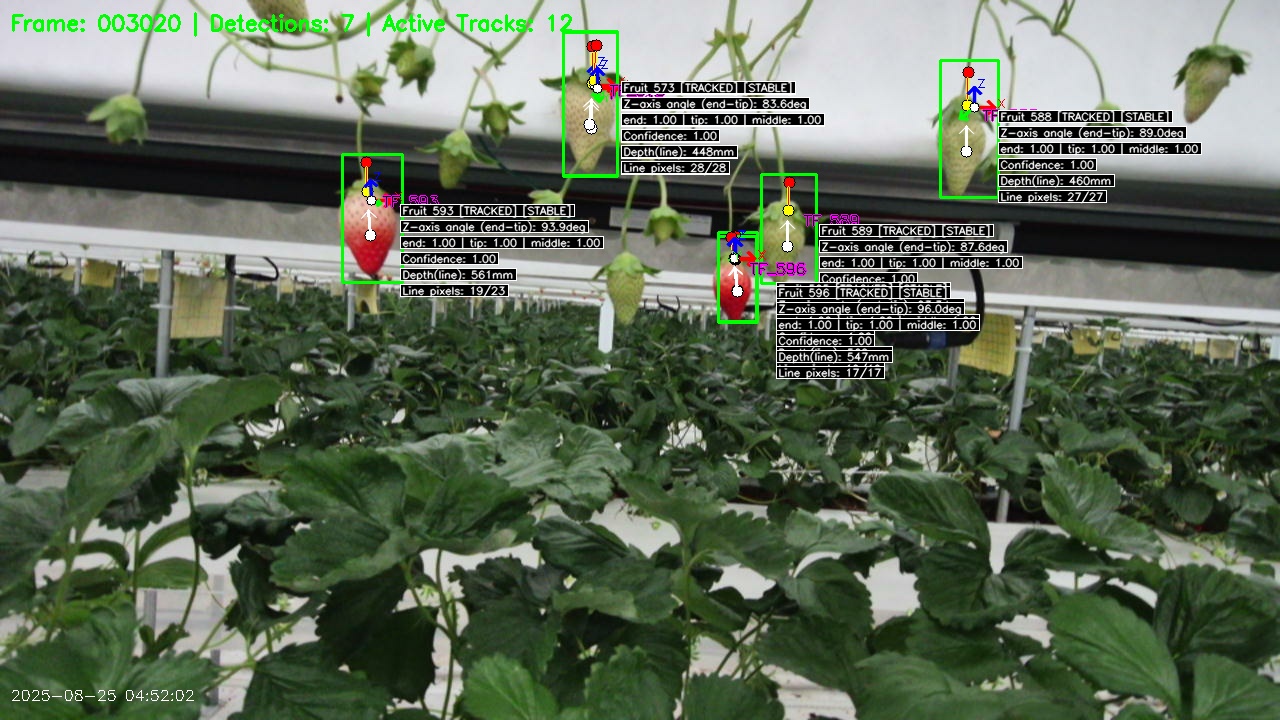 Frame: 003020 | Detections: 7 | Active Tracks: 12
Fruit 573 [TRACKED] [STABLE]
Z-axis angle (end-tip): 83.6deg
end: 1.00 | tip: 1.00 | middle: 1.00
Confidence: 1.00
Depth(line): 448mm
Line pixels: 28/28
Fruit 588 [TRACKED] [STABLE]
Z-axis angle (end-tip): 89.0deg
end: 1.00 | tip: 1.00 | middle: 1.00
Confidence: 1.00
Depth(line): 460mm
Line pixels: 27/27
TF_593
Fruit 593 [TRACKED] [STABLE]
Z-axis angle (end-tip): 93.9deg
end: 1.00 | tip: 1.00 | middle: 1.00
Confidence: 1.00
Depth(line): 561mm
Line pixels: 19/23
TF_589
Fruit 589 [TRACKED] [STABLE]
Z-axis angle (end-tip): 87.6deg
end: 1.00 | tip: 1.00 | middle: 1.00
Confidence: 1.00
TF_596
Fruit 596 [TRACKED] [STABLE]
Z-axis angle (end-tip): 96.0deg
end: 1.00 | tip: 1.00 | middle: 1.00
Confidence: 1.00
Depth(line): 547mm
Line pixels: 17/17
2025-08-25 04:52:02